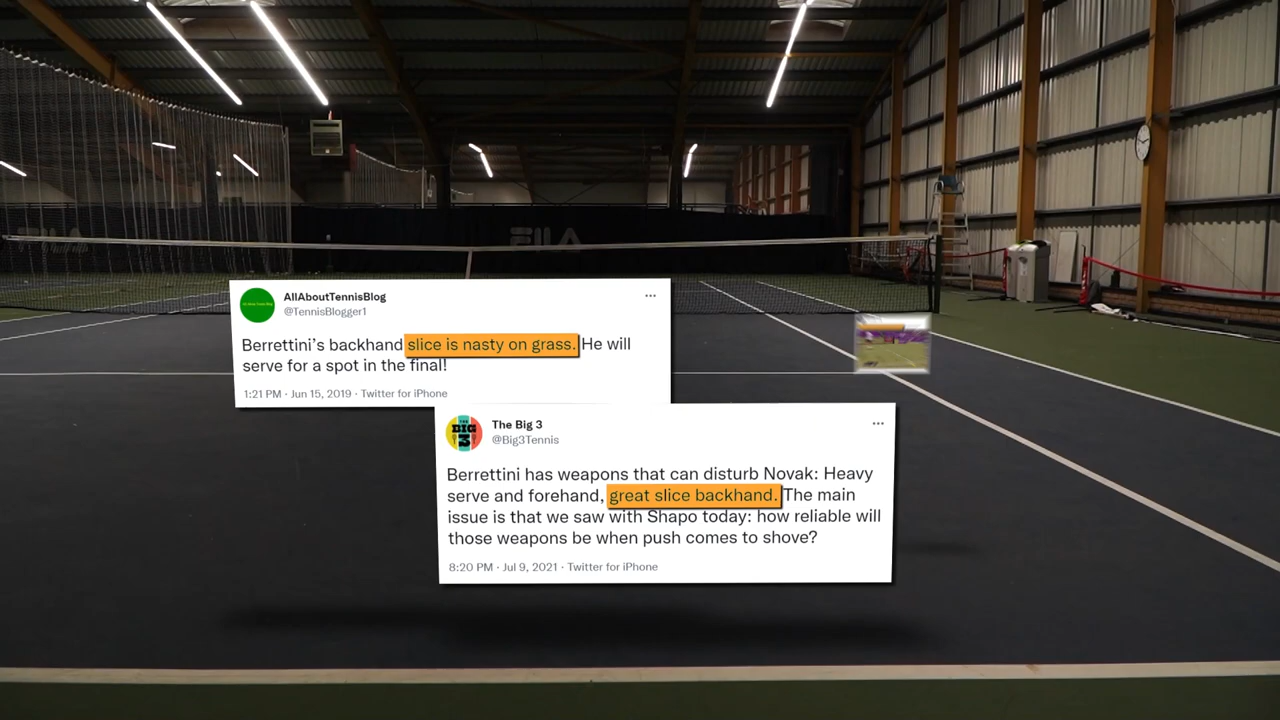 FILA
AllAboutTennisBlog
@TennisBlogger1
Berrettini’s backhand slice is nasty on grass. He will
serve for a spot in the final!
1:21 PM · Jun 15, 2019 · Twitter for iPhone
THE
BIG
3
The Big 3
@Big3Tennis
Berrettini has weapons that can disturb Novak: Heavy
serve and forehand, great slice backhand. The main
issue is that we saw with Shapo today: how reliable will
those weapons be when push comes to shove?
8:20 PM · Jul 9, 2021 · Twitter for iPhone